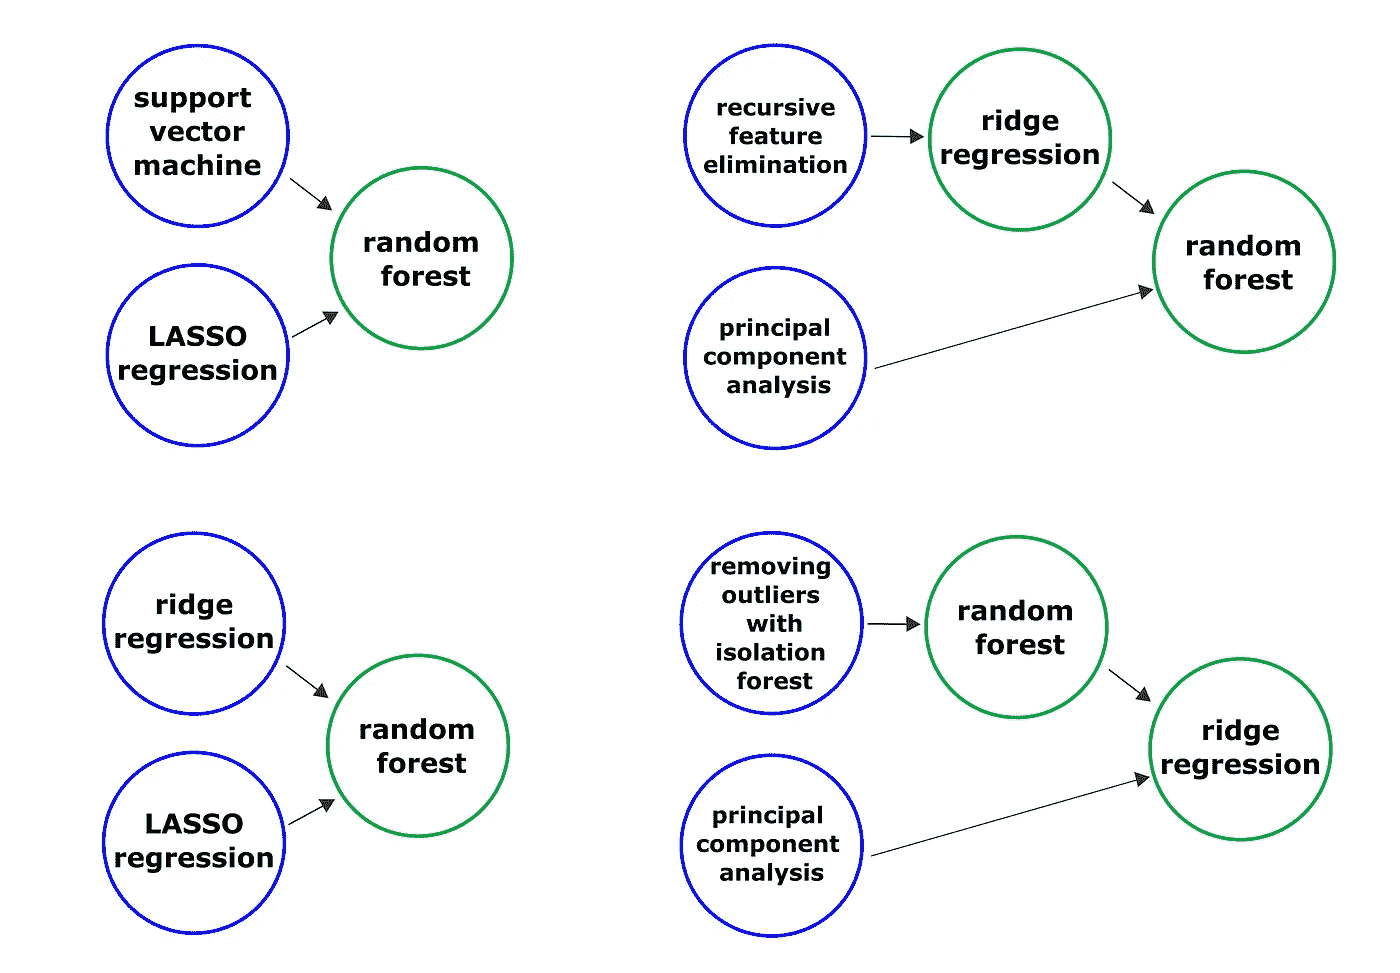 support
vector
machine
LASSO
regression
random
forest
recursive
feature
elimination
ridge
regression
principal
component
analysis
random
forest
ridge
regression
LASSO
regression
random
forest
removing
outliers
with
isolation
forest
random
forest
principal
component
analysis
ridge
regression